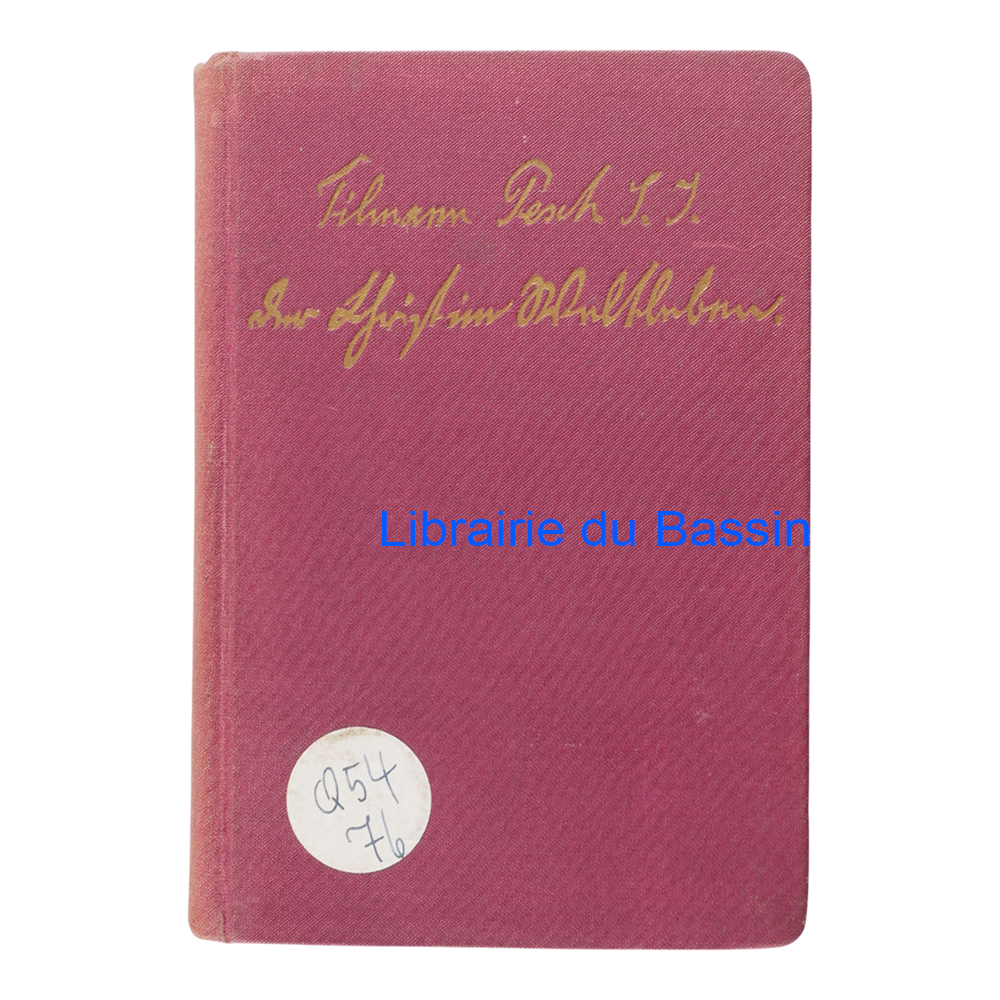 Tilmann Pesch S. J.
Der Christ im Weltleben.
Librairie du Bassin
Q54
76